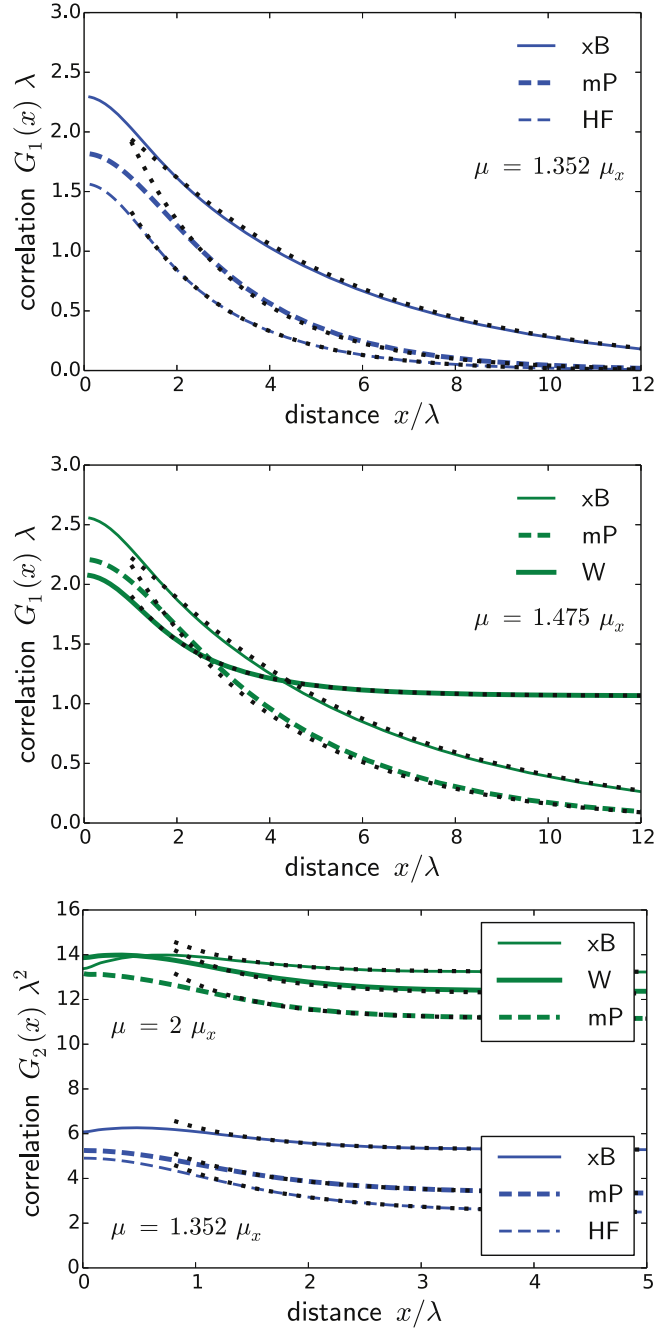 3.0
2.5
2.0
1.5
1.0
0.5
0.0
correlation G₁(x) λ
xB
mP
HF
μ = 1.352 μₓ
0 2 4 6 8 10 12
distance x/λ
3.0
2.5
2.0
1.5
1.0
0.5
0.0
correlation G₁(x) λ
xB
mP
W
μ = 1.475 μₓ
0 2 4 6 8 10 12
distance x/λ
16
14
12
10
8
6
4
2
0
correlation G₂(x) λ²
xB
W
mP
μ = 2 μₓ
xB
mP
HF
μ = 1.352 μₓ
0 1 2 3 4 5
distance x/λ